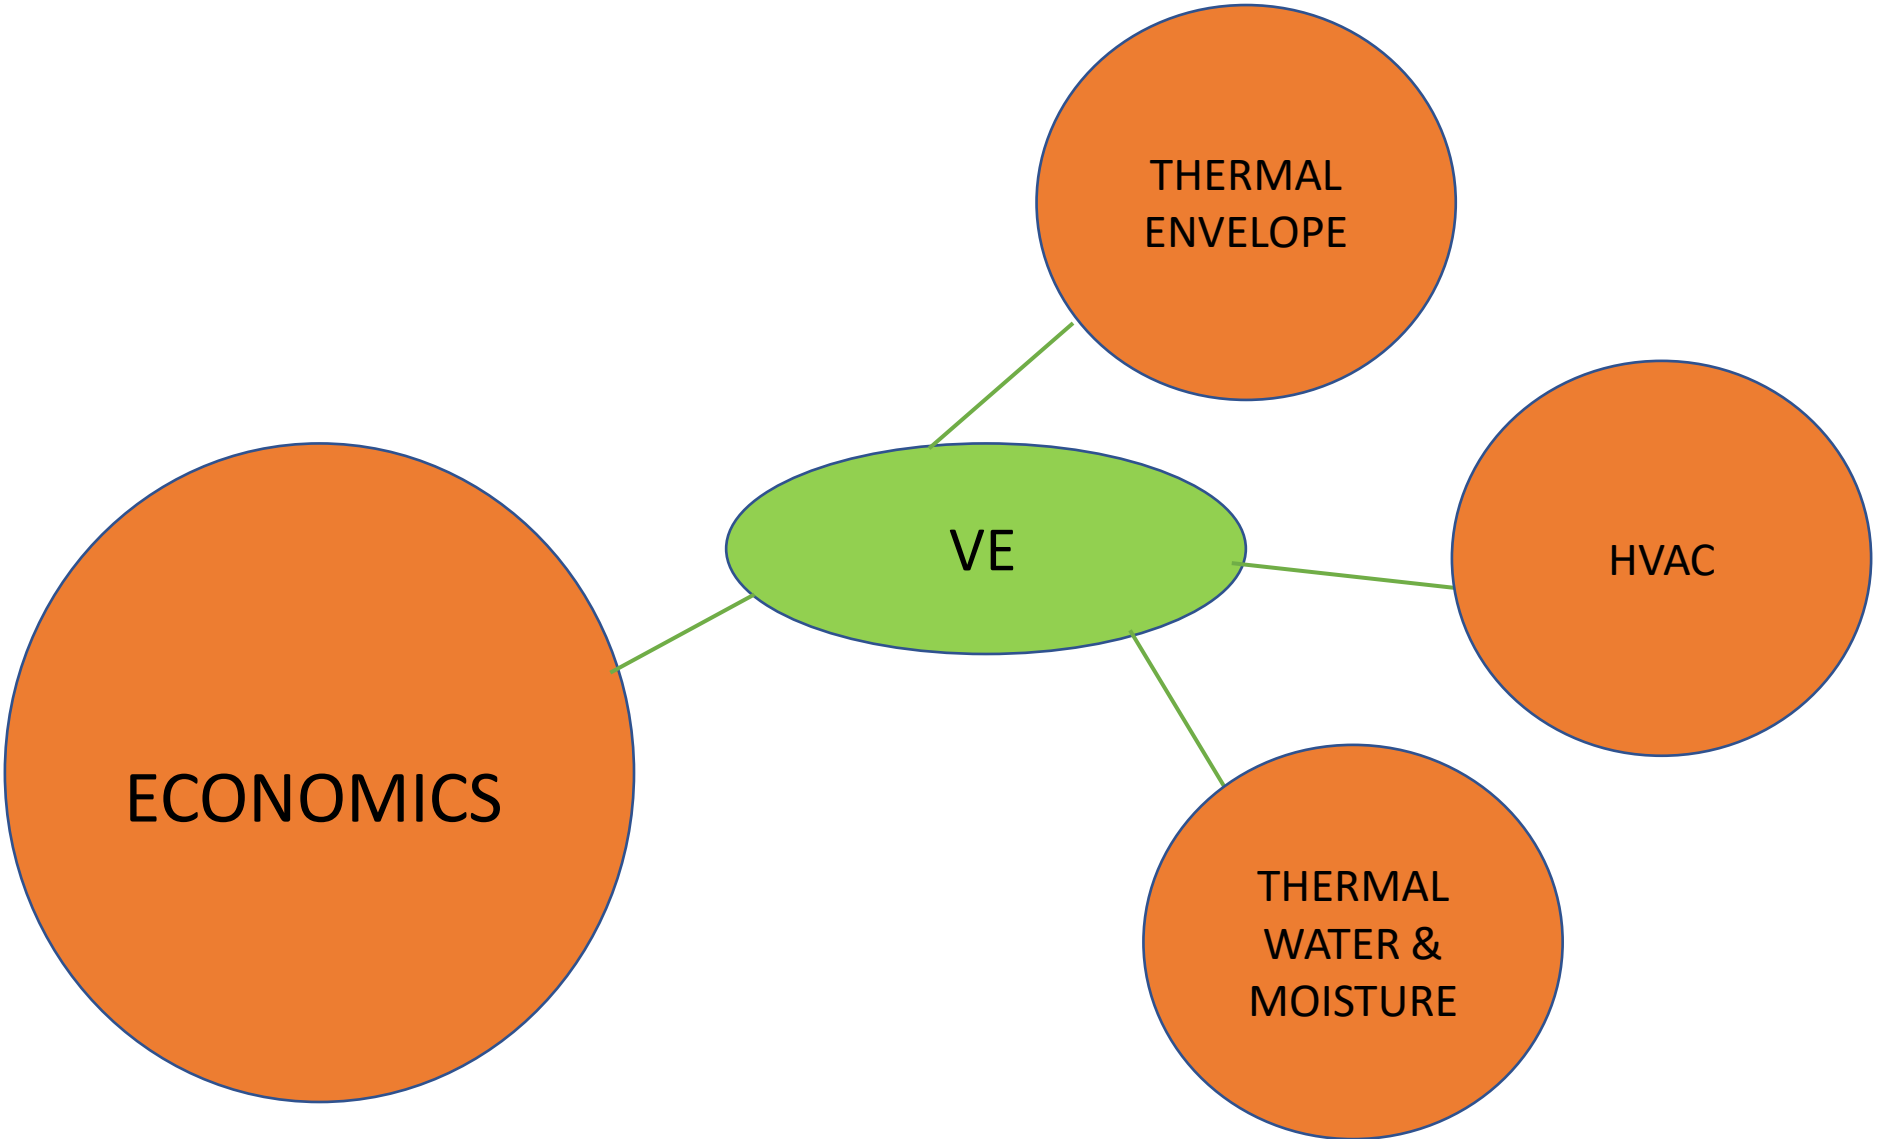 THERMAL
ENVELOPE
VE
HVAC
ECONOMICS
THERMAL
WATER &
MOISTURE